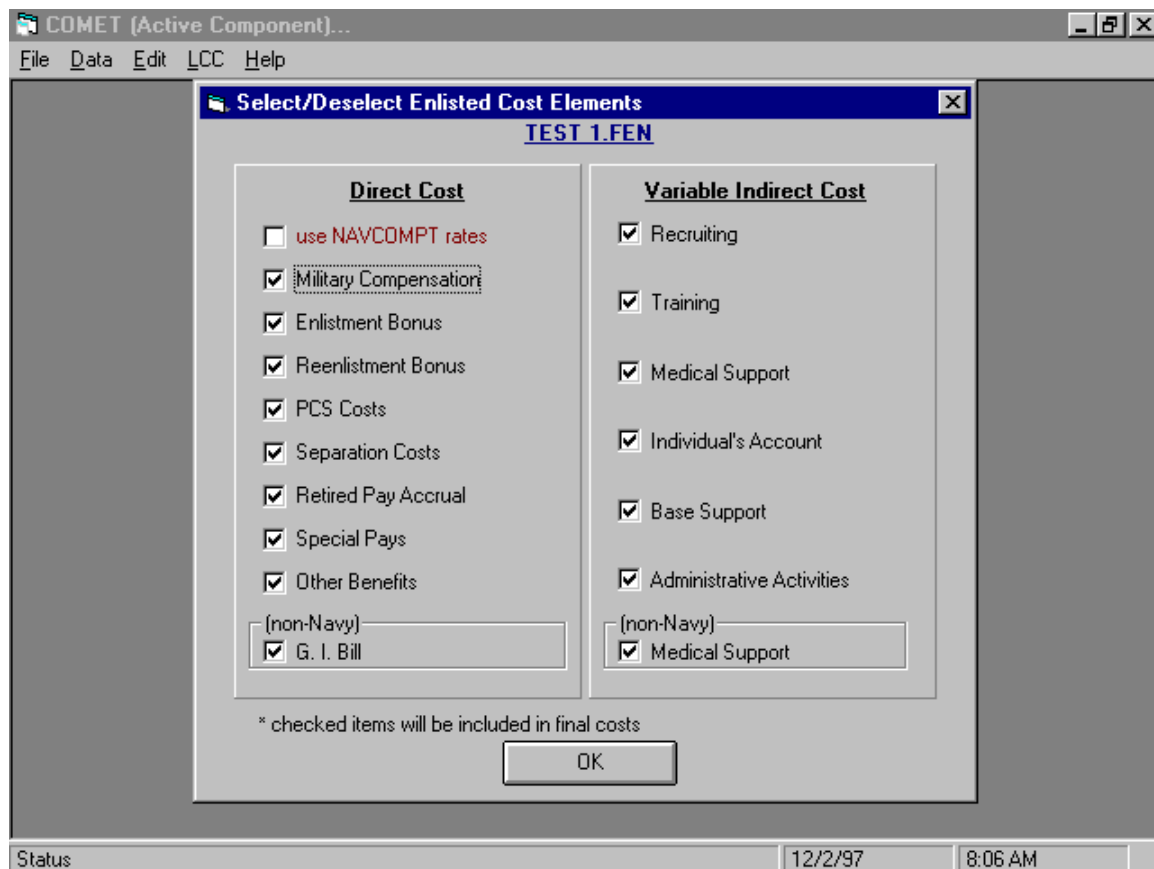 COMET (Active Component)...
File Data Edit LCC Help
Select/Deselect Enlisted Cost Elements
TEST 1.FEN
Direct Cost
use NAVCOMPT rates
Military Compensation
Enlistment Bonus
Reenlistment Bonus
PCS Costs
Separation Costs
Retired Pay Accrual
Special Pays
Other Benefits
(non-Navy)
G. I. Bill
Variable Indirect Cost
Recruiting
Training
Medical Support
Individual's Account
Base Support
Administrative Activities
(non-Navy)
Medical Support
* checked items will be included in final costs
OK
Status 12/2/97 8:06 AM